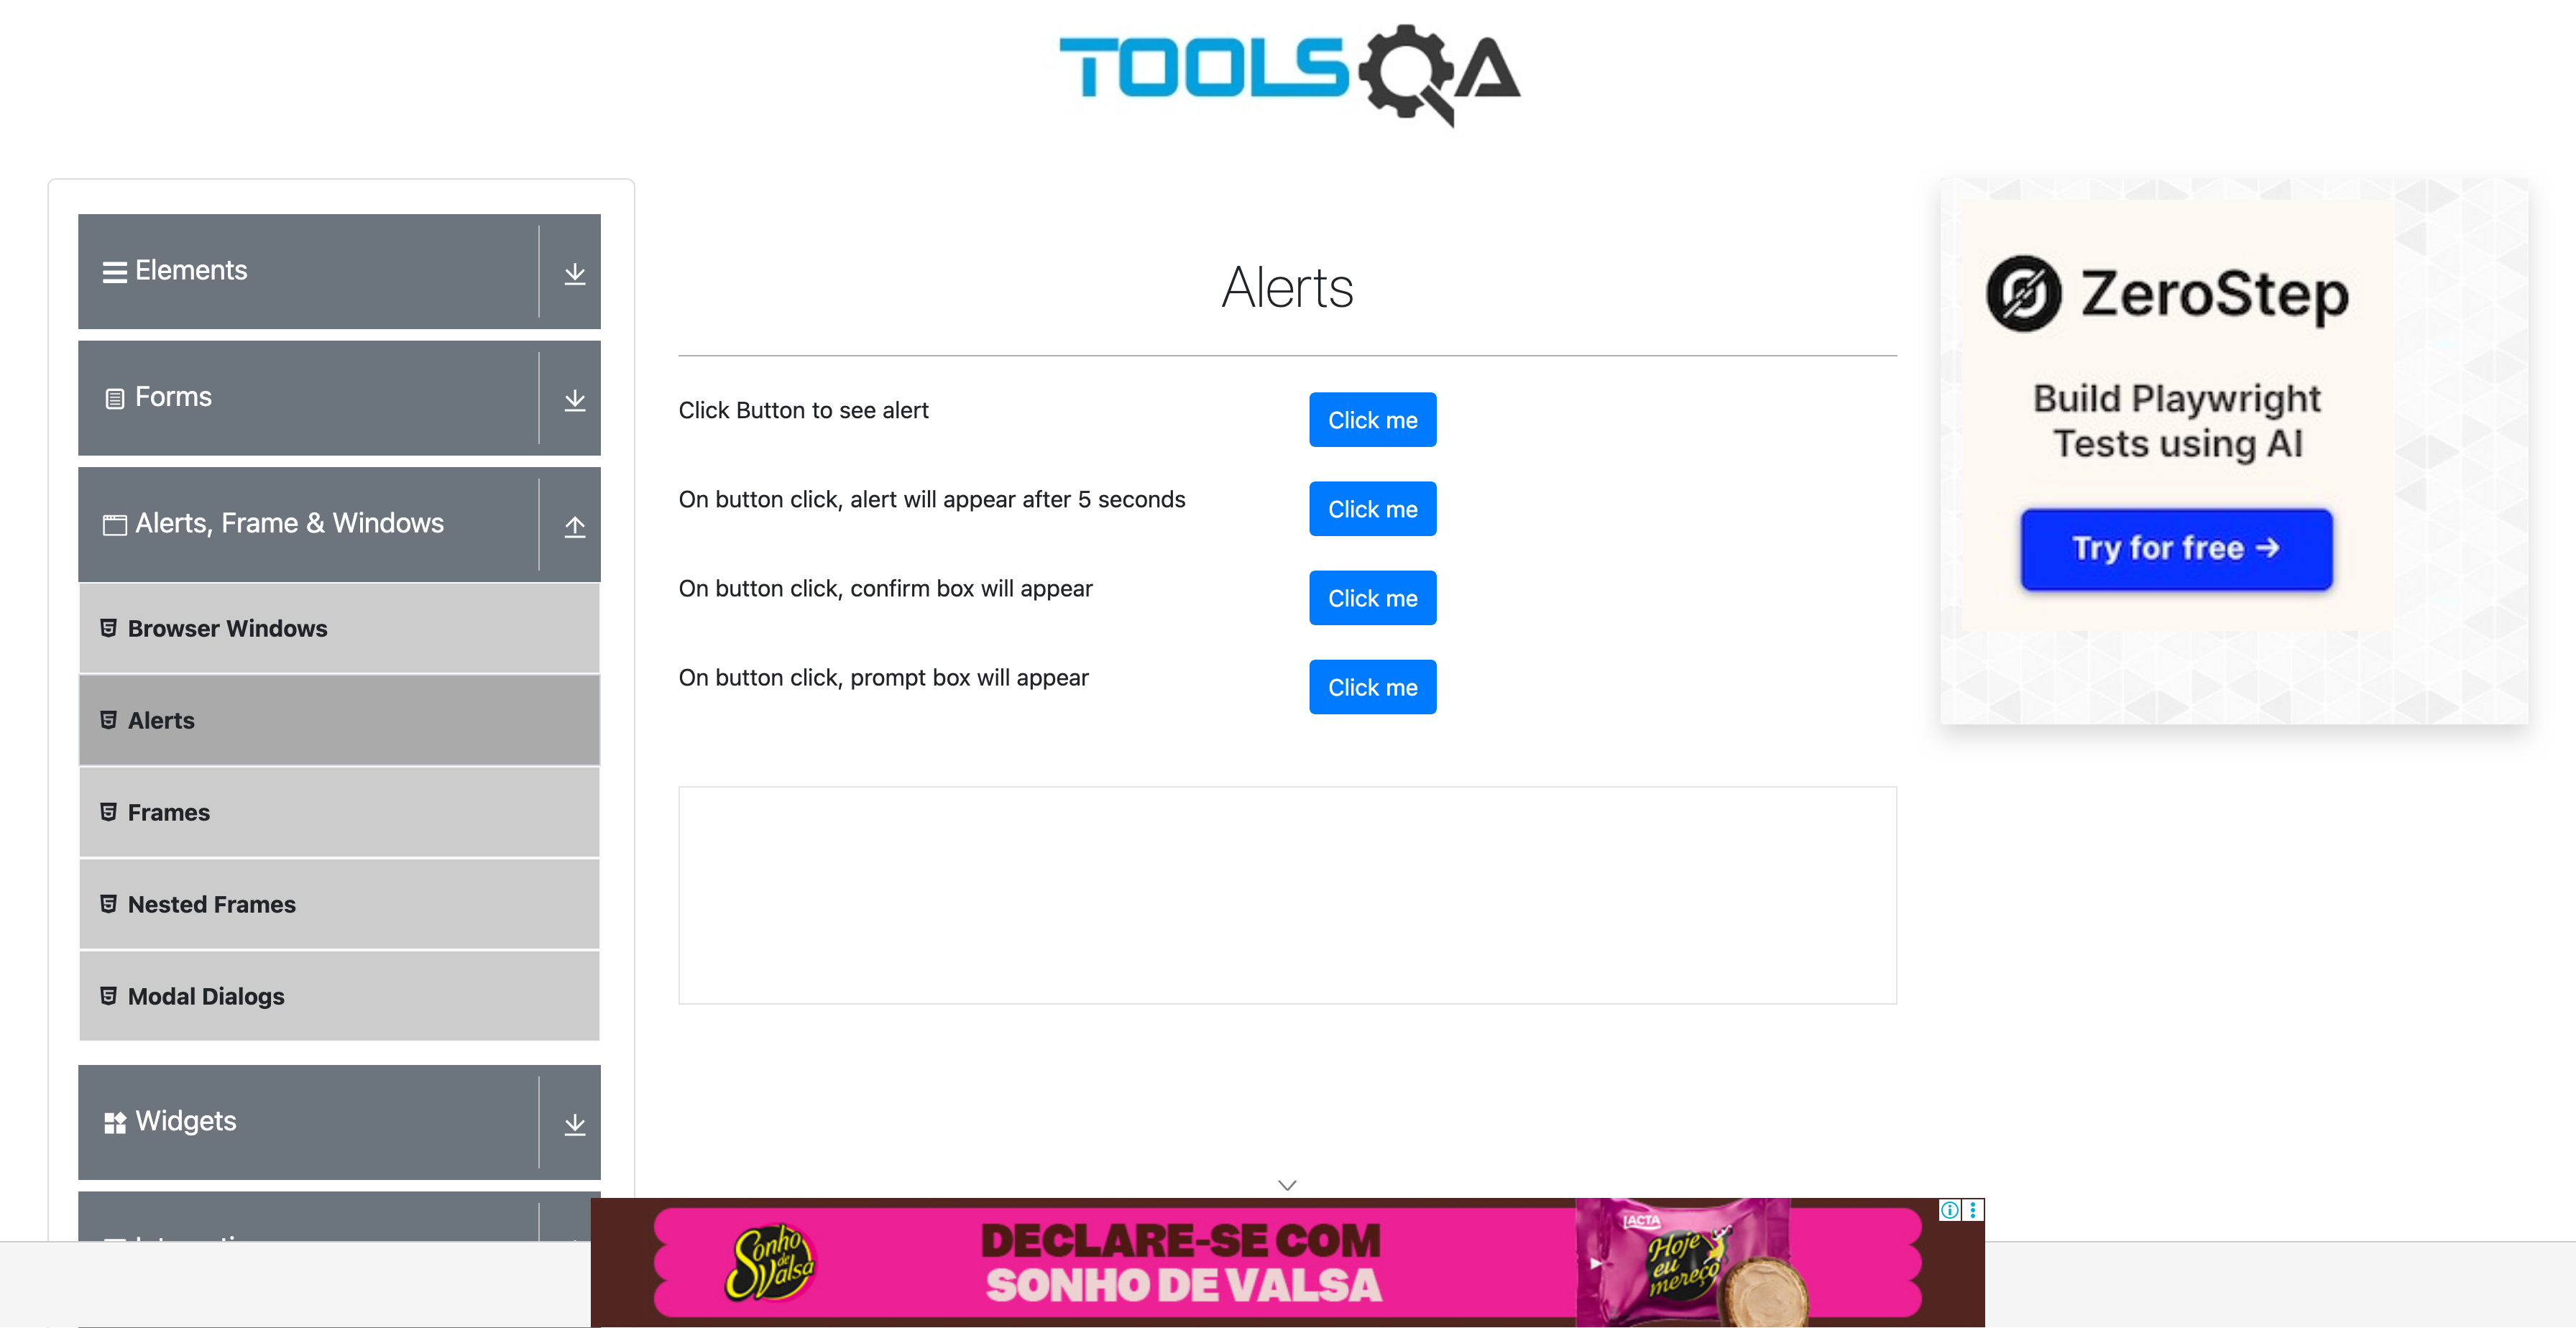 TOOLSQA
Elements
Forms
Alerts, Frame & Windows
Browser Windows
Alerts
Frames
Nested Frames
Modal Dialogs
Widgets
Alerts
Click Button to see alert
Click me
On button click, alert will appear after 5 seconds
Click me
On button click, confirm box will appear
Click me
On button click, prompt box will appear
Click me
ZeroStep
Build Playwright
Tests using AI
Try for free →
Sonho
de
Valsa
DECLARE-SE COM
SONHO DE VALSA
LACTA
Hoje
eu
mereço